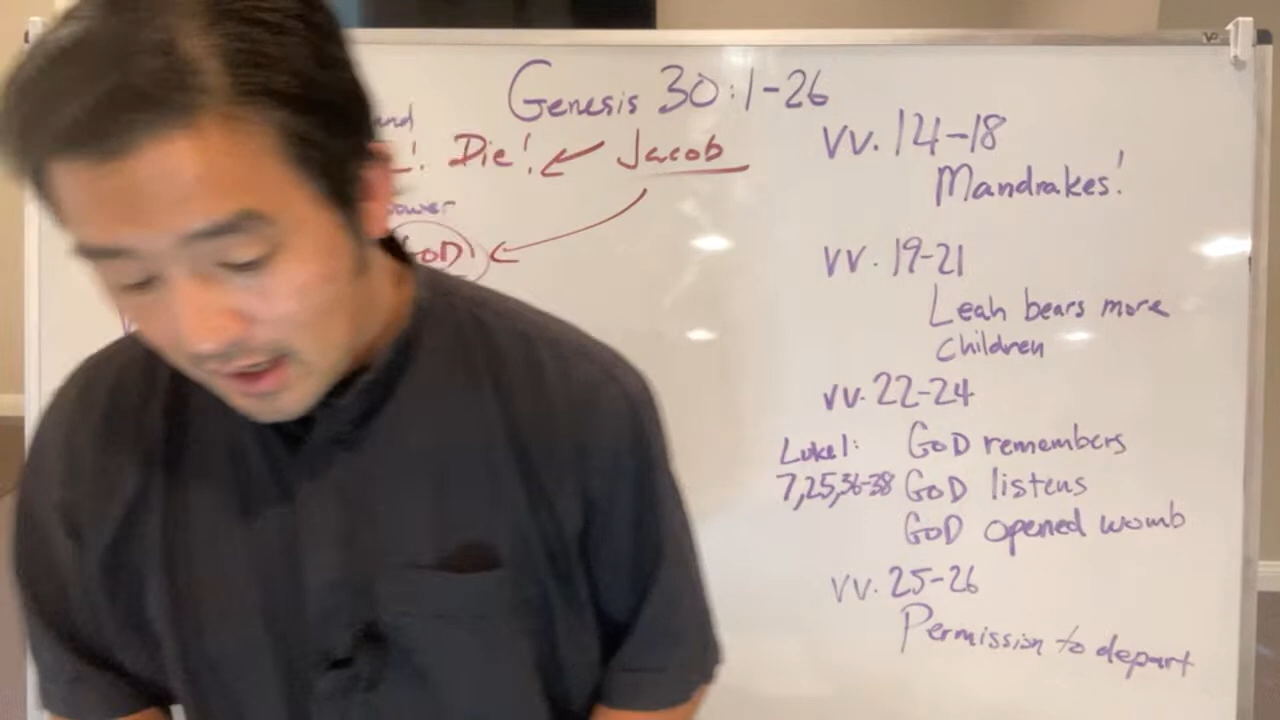 Genesis 30:1-26
Die! Jacob
GOD
vv. 14-18
Mandrakes!
vv. 19-21
Leah bears more
children
vv. 22-24
Luke 1: GOD remembers
7,25,36-38 GOD listens
GOD opened womb
vv. 25-26
Permission to depart